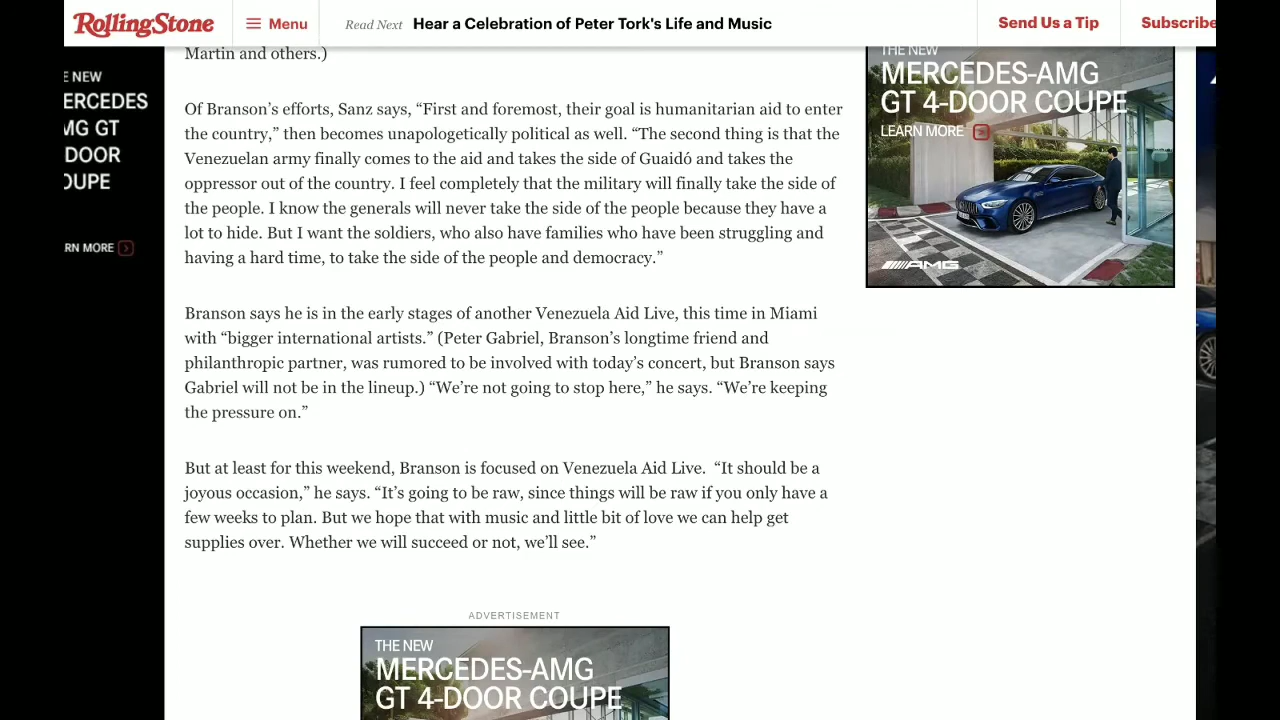 RollingStone
Menu
Read Next Hear a Celebration of Peter Tork's Life and Music
Send Us a Tip
Subscribe
Martin and others.)
Of Branson’s efforts, Sanz says, “First and foremost, their goal is humanitarian aid to enter
the country,” then becomes unapologetically political as well. “The second thing is that the
Venezuelan army finally comes to the aid and takes the side of Guaidó and takes the
oppressor out of the country. I feel completely that the military will finally take the side of
the people. I know the generals will never take the side of the people because they have a
lot to hide. But I want the soldiers, who also have families who have been struggling and
having a hard time, to take the side of the people and democracy.”
Branson says he is in the early stages of another Venezuela Aid Live, this time in Miami
with “bigger international artists.” (Peter Gabriel, Branson’s longtime friend and
philanthropic partner, was rumored to be involved with today’s concert, but Branson says
Gabriel will not be in the lineup.) “We’re not going to stop here,” he says. “We’re keeping
the pressure on.”
But at least for this weekend, Branson is focused on Venezuela Aid Live.  “It should be a
joyous occasion,” he says. “It’s going to be raw, since things will be raw if you only have a
few weeks to plan. But we hope that with music and little bit of love we can help get
supplies over. Whether we will succeed or not, we’ll see.”
ADVERTISEMENT
THE NEW
MERCEDES-AMG
GT 4-DOOR COUPE
E NEW
ERCEDES
MG GT
DOOR
OUPE
RN MORE
THE NEW
MERCEDES-AMG
GT 4-DOOR COUPE
LEARN MORE
AMG